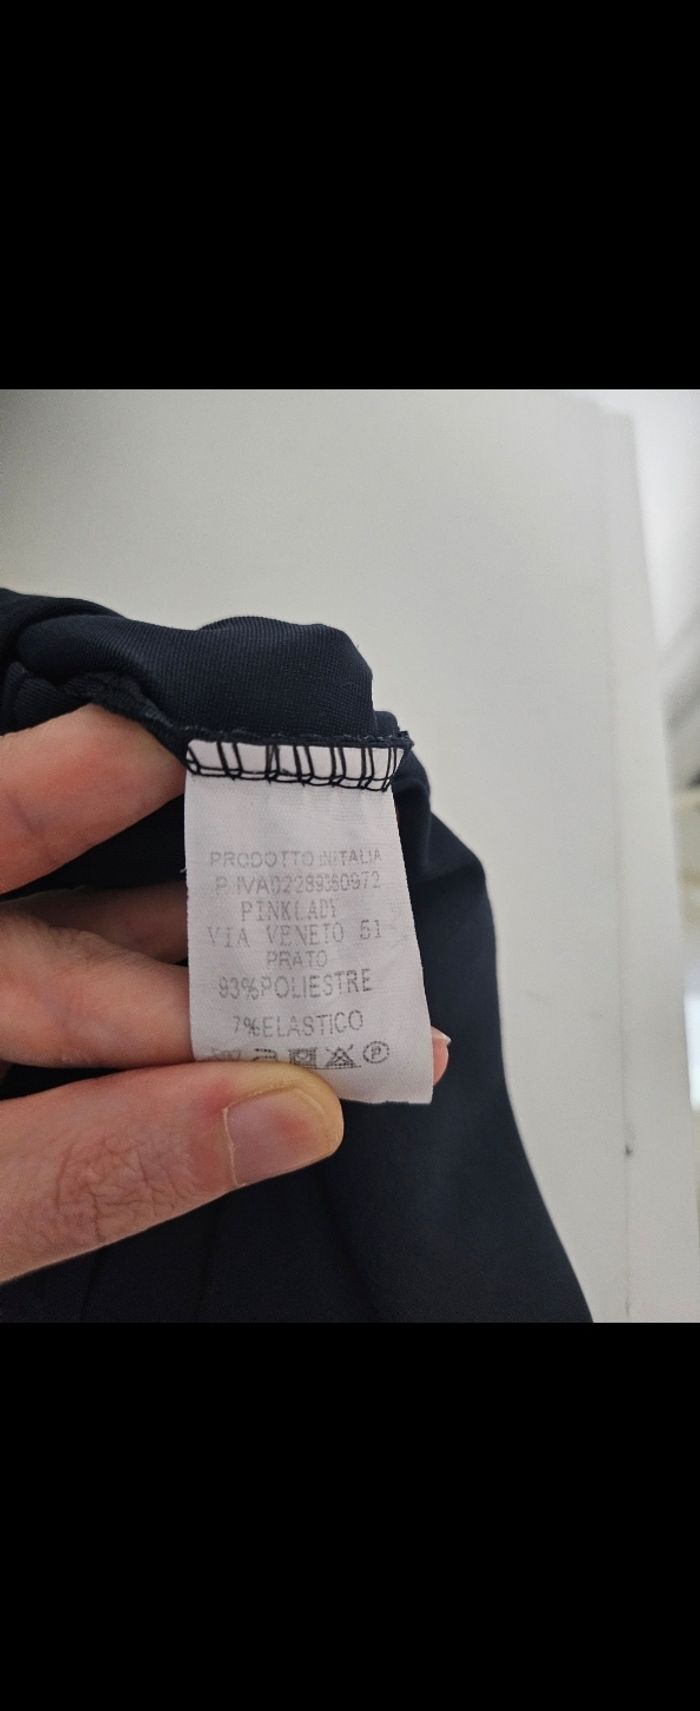 PRODOTTO IN ITALIA
P.IVA02289360972
PINKLADY
VIA VENETO 51
PRATO
93%POLIESTRE
7%ELASTICO
P